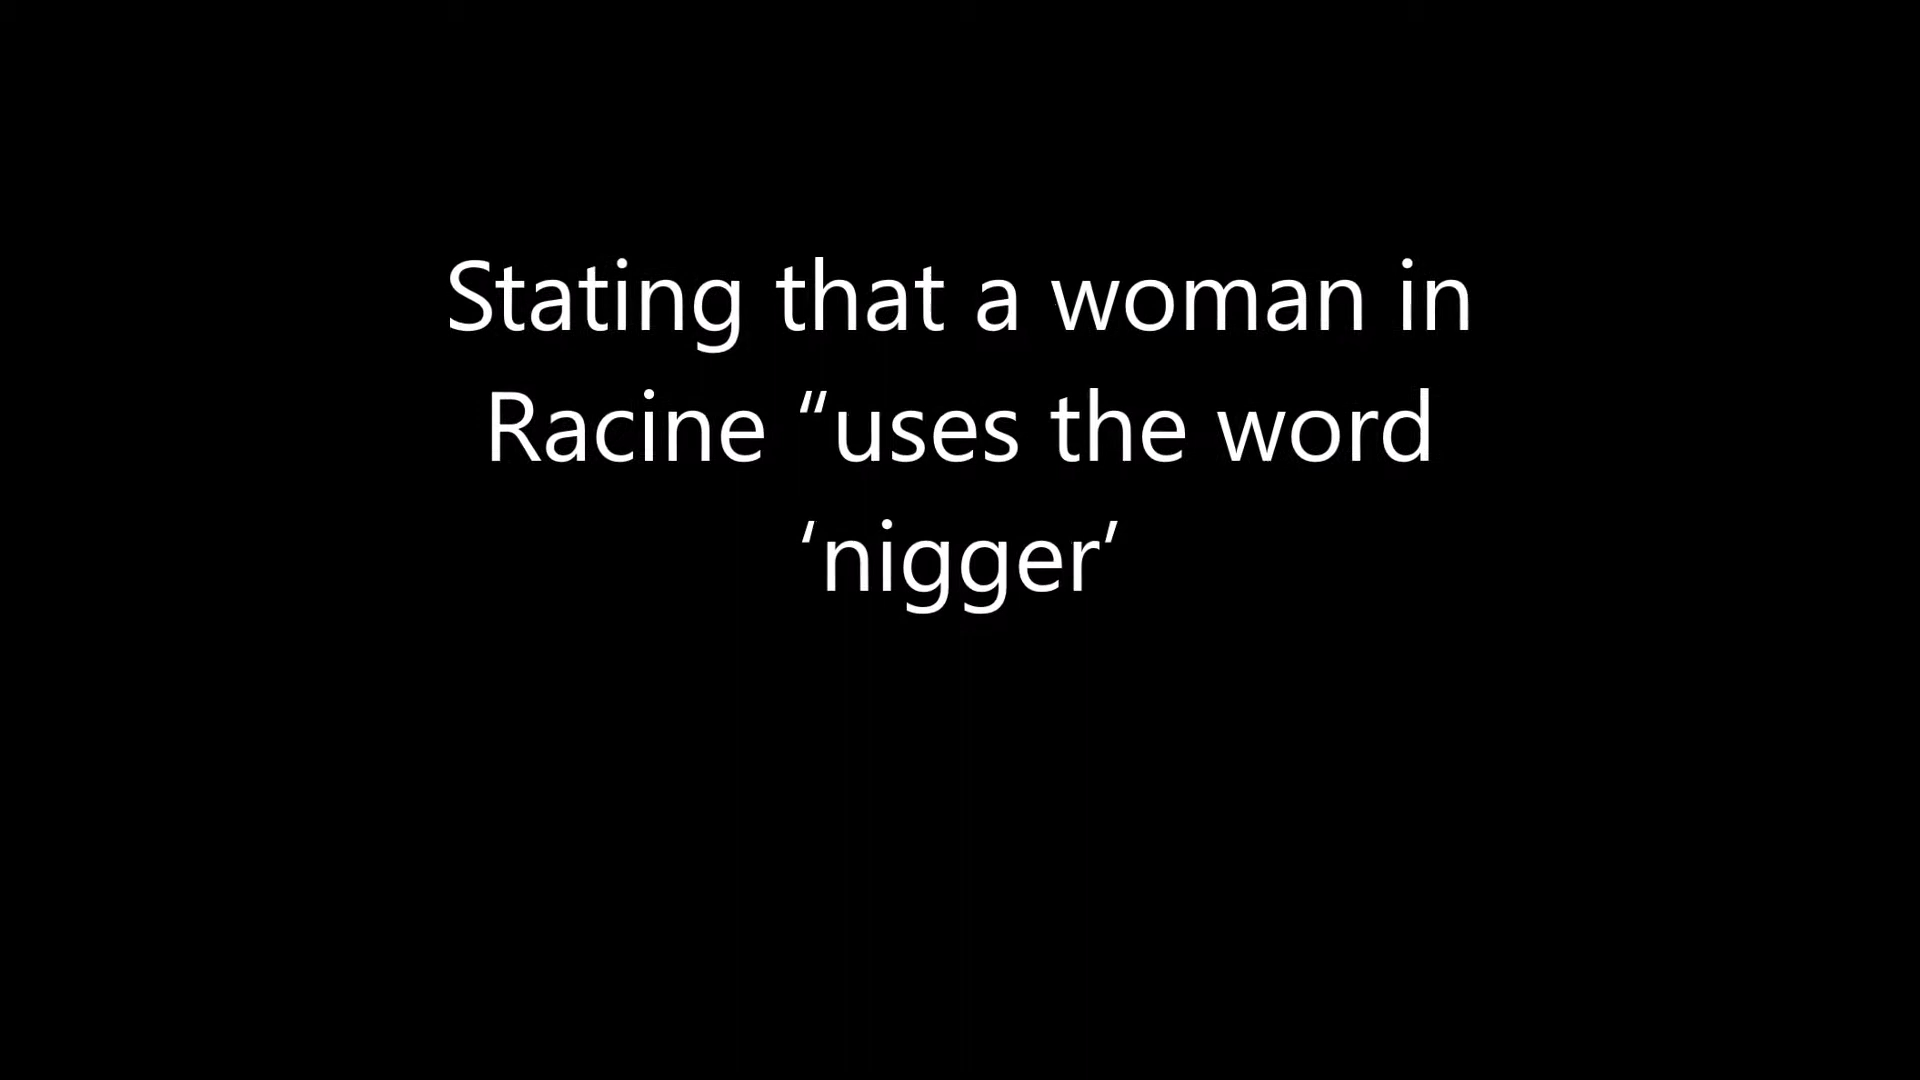 Stating that a woman in
Racine “uses the word
‘nigger’